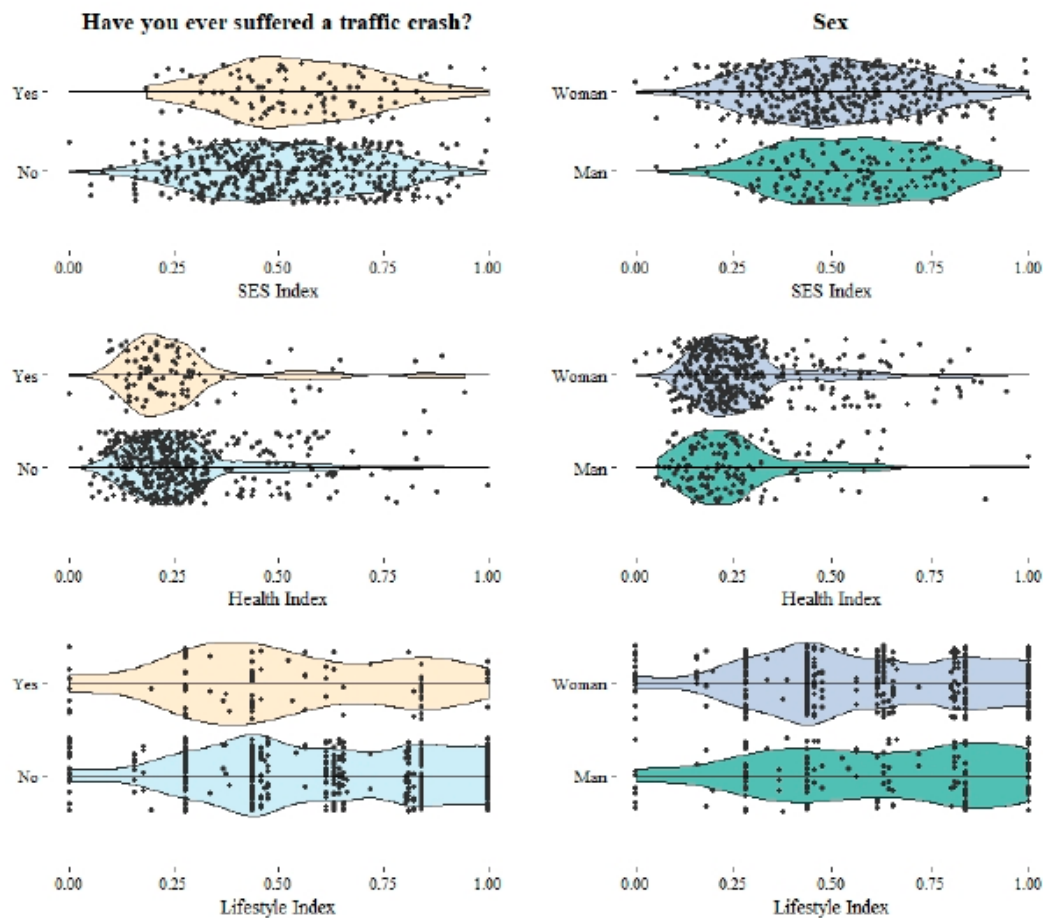 Have you ever suffered a traffic crash?
Sex
Yes
No
0.00 0.25 0.50 0.75 1.00
SES Index
Woman
Man
0.00 0.25 0.50 0.75 1.00
SES Index
Yes
No
0.00 0.25 0.50 0.75 1.00
Health Index
Woman
Man
0.00 0.25 0.50 0.75 1.00
Health Index
Yes
No
0.00 0.25 0.50 0.75 1.00
Lifestyle Index
Woman
Man
0.00 0.25 0.50 0.75 1.00
Lifestyle Index